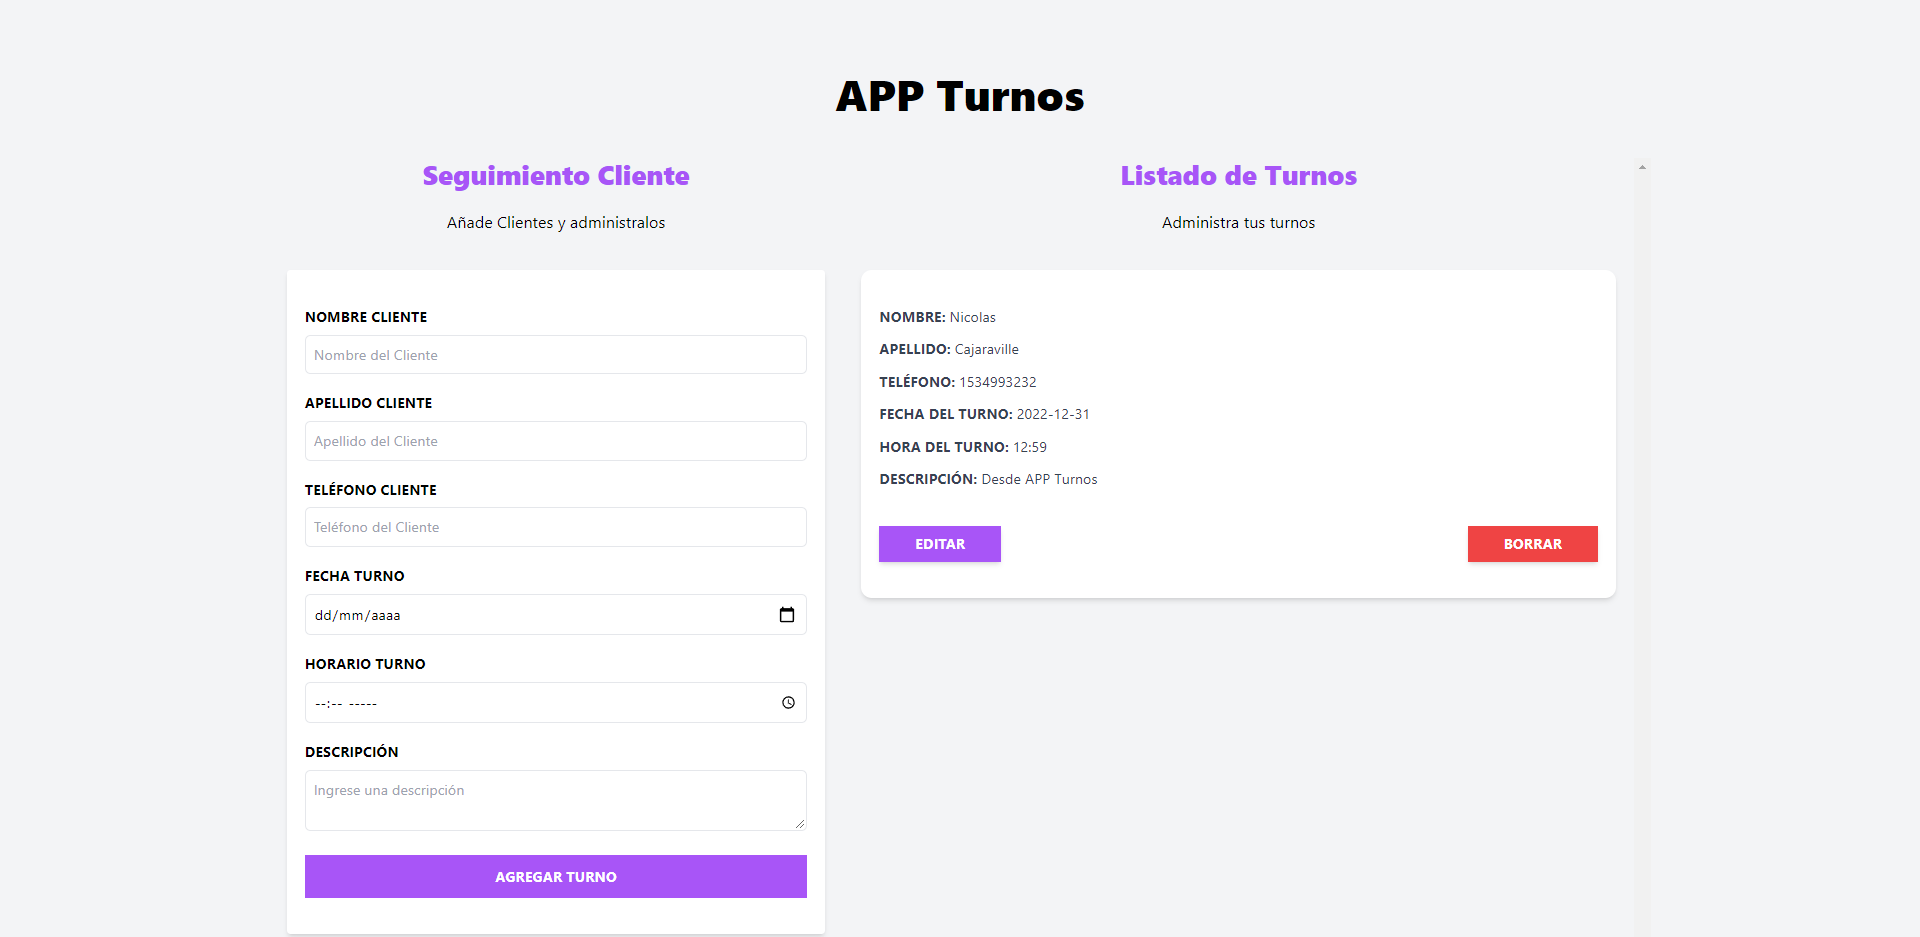 APP Turnos
Seguimiento Cliente
Añade Clientes y administralos
NOMBRE CLIENTE
Nombre del Cliente
APELLIDO CLIENTE
Apellido del Cliente
TELÉFONO CLIENTE
Teléfono del Cliente
FECHA TURNO
dd/mm/aaaa
HORARIO TURNO
--:-- -----
DESCRIPCIÓN
Ingrese una descripción
AGREGAR TURNO
Listado de Turnos
Administra tus turnos
NOMBRE: Nicolas
APELLIDO: Cajaraville
TELÉFONO: 1534993232
FECHA DEL TURNO: 2022-12-31
HORA DEL TURNO: 12:59
DESCRIPCIÓN: Desde APP Turnos
EDITAR
BORRAR